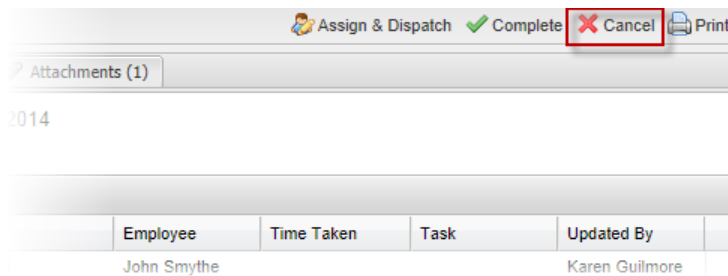 Assign & Dispatch Complete Cancel Print
Attachments (1)
2014
Employee Time Taken Task Updated By
John Smythe Karen Guilmore